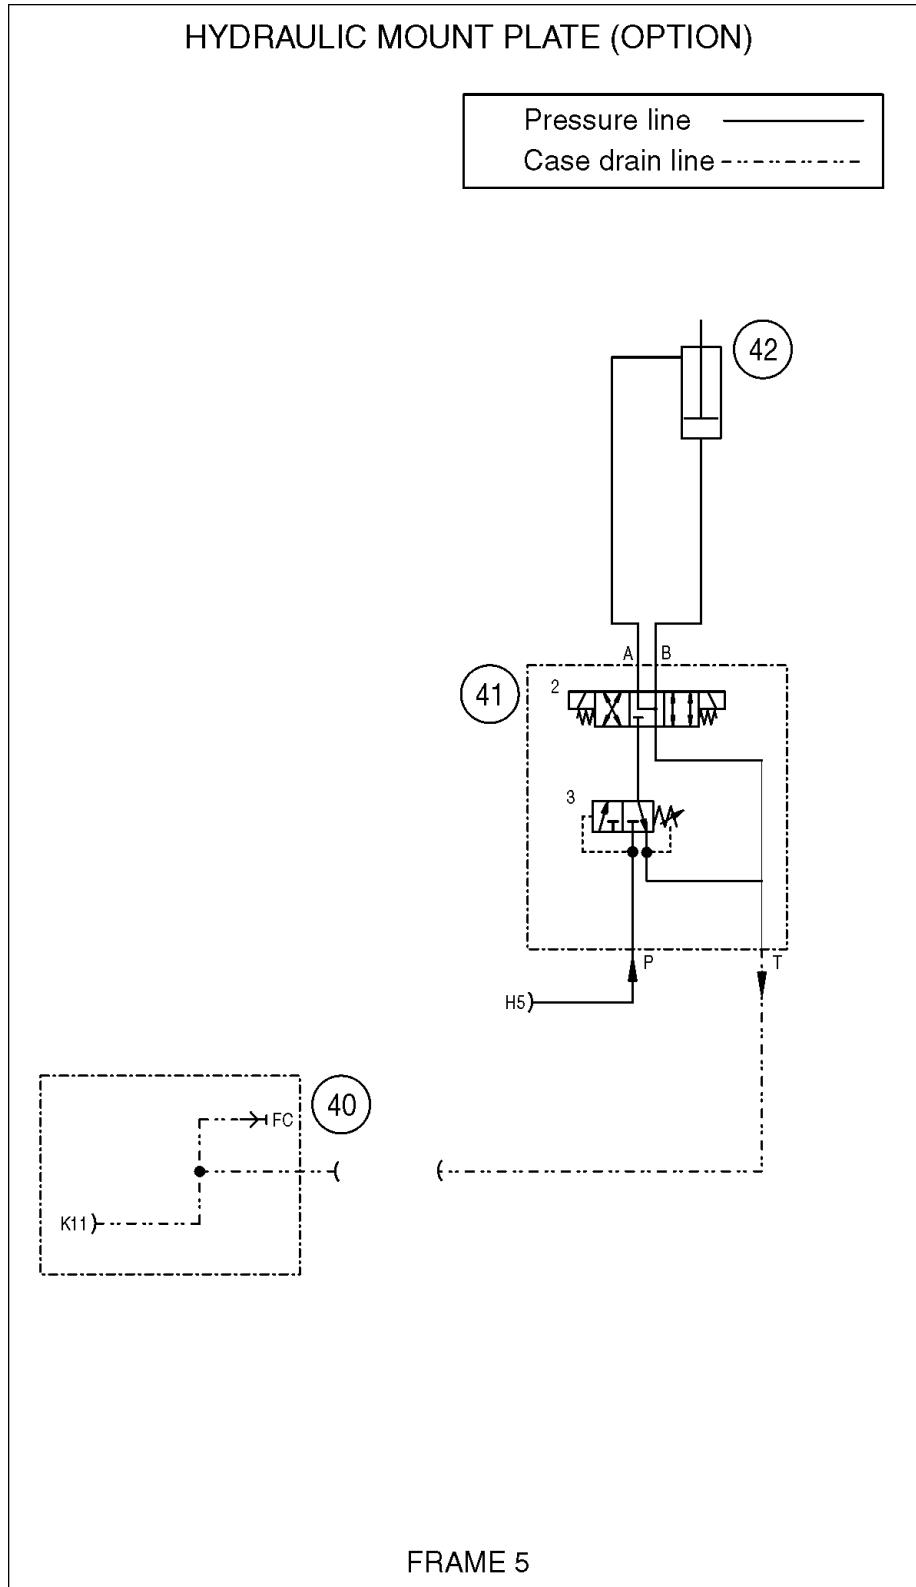 HYDRAULIC MOUNT PLATE (OPTION)
Pressure line
Case drain line
42
A B
41
2
3
P T
H5
40
FC
K11
FRAME 5